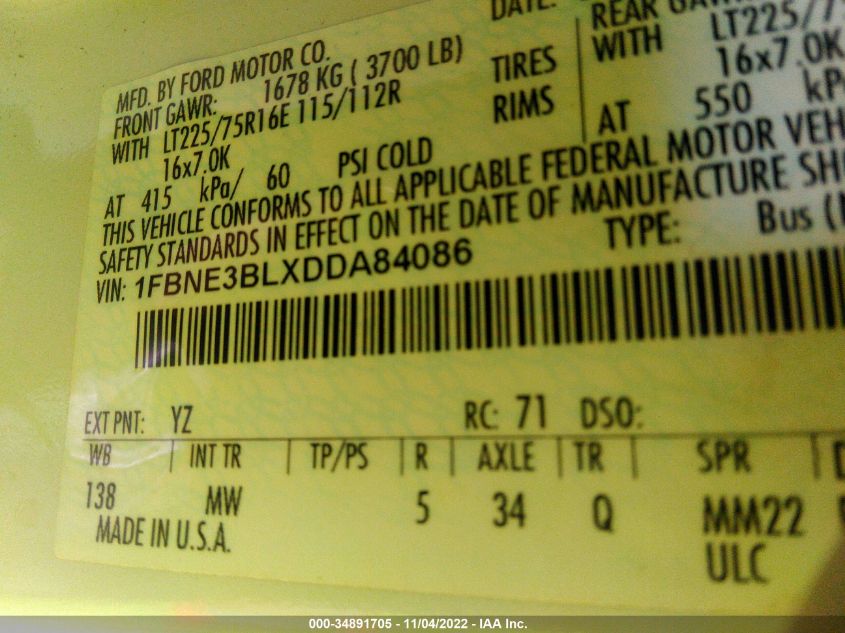 DATE:
MFD. BY FORD MOTOR CO.
FRONT GAWR: 1678 KG ( 3700 LB)
REAR
WITH LT225/75R16E 115/112R TIRES WITH
16x7.0K RIMS 16x7.0K
AT 415 kPa/ 60 PSI COLD AT 550
THIS VEHICLE CONFORMS TO ALL APPLICABLE FEDERAL MOTOR
SAFETY STANDARDS IN EFFECT ON THE DATE OF MANUFACTURE
VIN: 1FBNE3BLXDDA84086 TYPE: Bus
EXT PNT: YZ RC: 71 DSO:
WB INT TR TP/PS R AXLE TR SPR
138 MW 5 34 Q MM22
MADE IN U.S.A. ULC
000-34891705 - 11/04/2022 - IAA Inc.